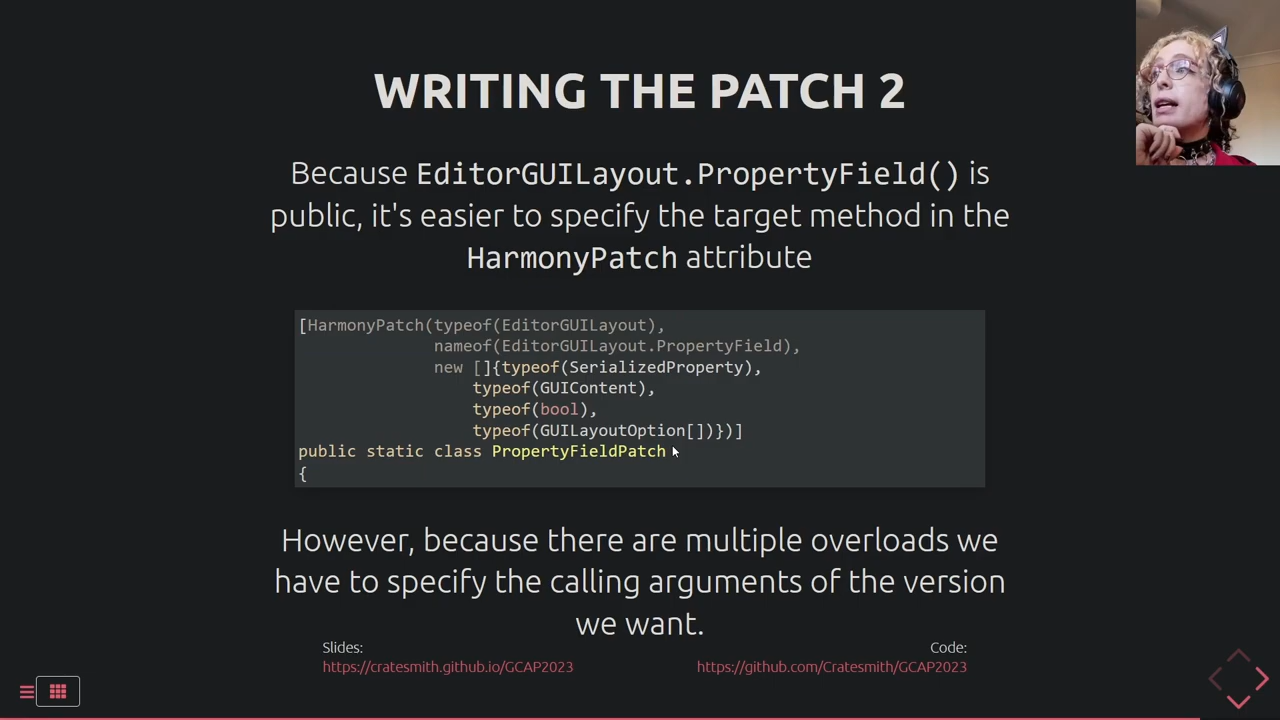 WRITING THE PATCH 2
Because EditorGUILayout.PropertyField() is
public, it's easier to specify the target method in the
HarmonyPatch attribute
[HarmonyPatch(typeof(EditorGUILayout),
nameof(EditorGUILayout.PropertyField),
new []{typeof(SerializedProperty),
typeof(GUIContent),
typeof(bool),
typeof(GUILayoutOption[])})]
public static class PropertyFieldPatch
{
However, because there are multiple overloads we
have to specify the calling arguments of the version
we want.
Slides:
https://cratesmith.github.io/GCAP2023
Code:
https://github.com/Cratesmith/GCAP2023